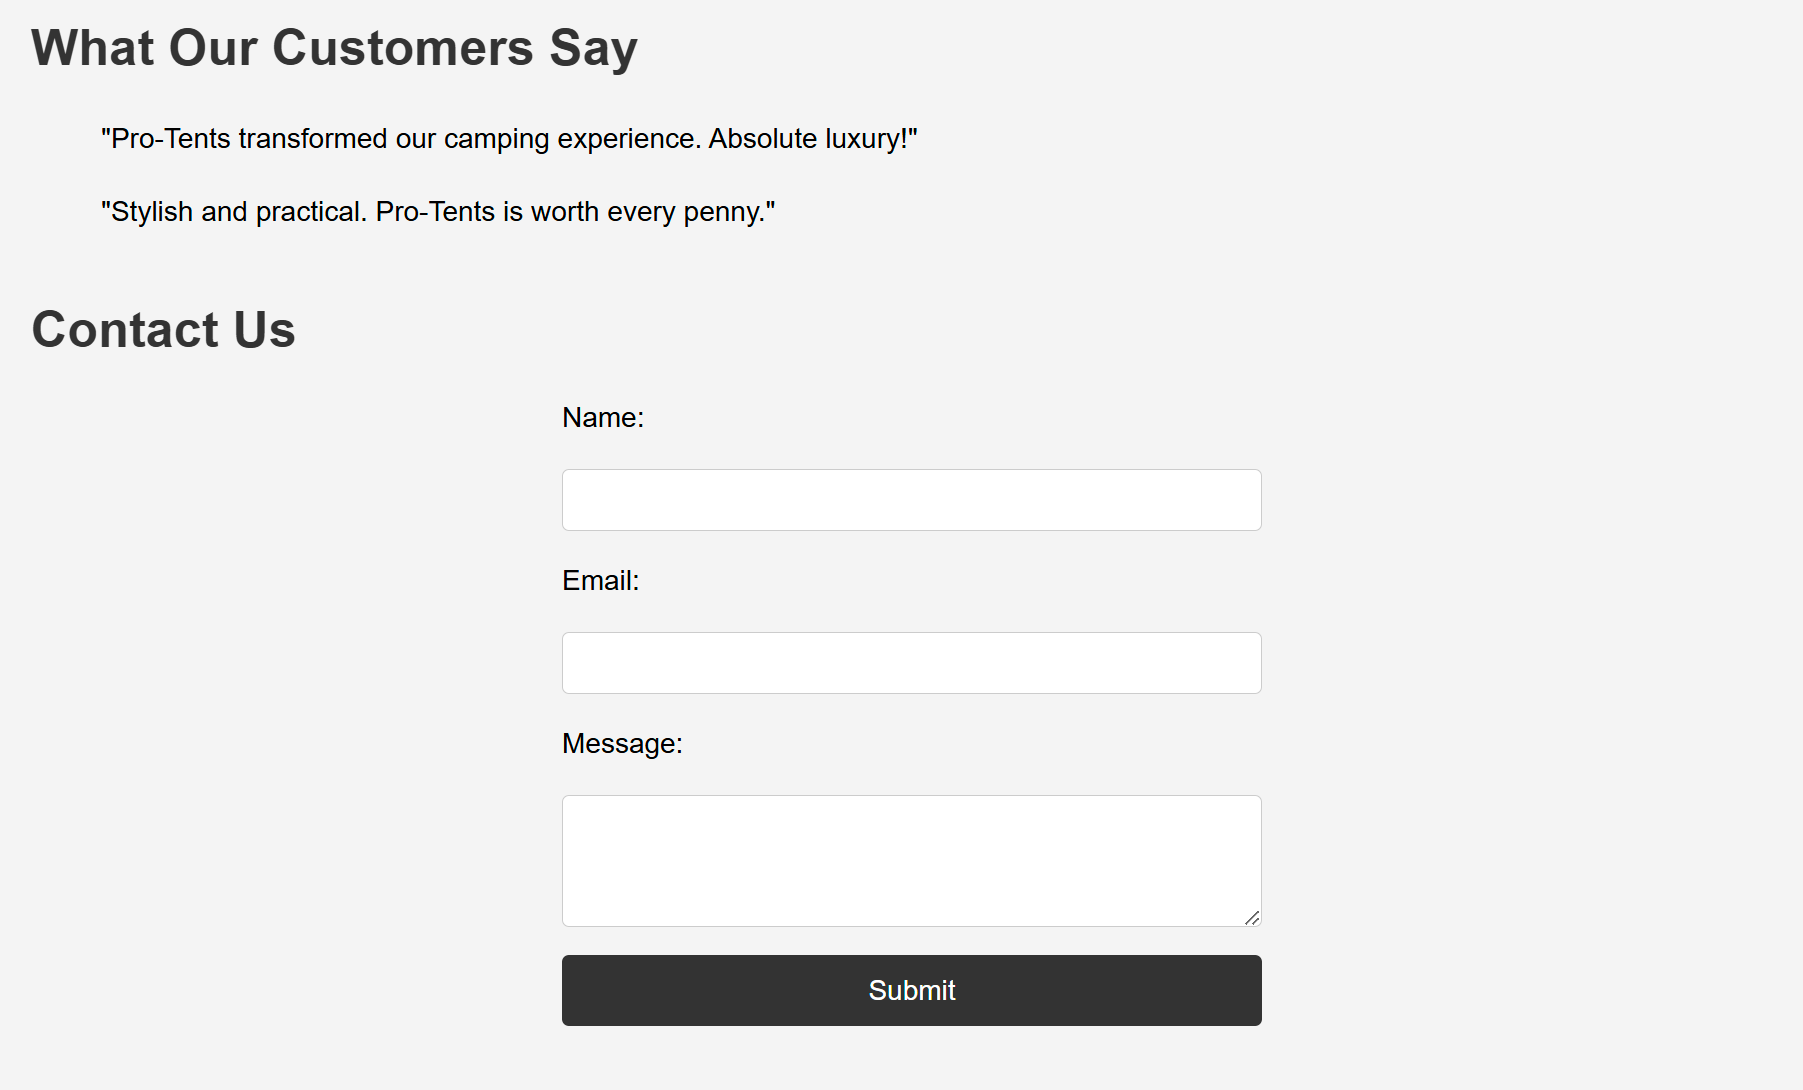 What Our Customers Say
"Pro-Tents transformed our camping experience. Absolute luxury!"
"Stylish and practical. Pro-Tents is worth every penny."
Contact Us
Name:
Email:
Message:
Submit